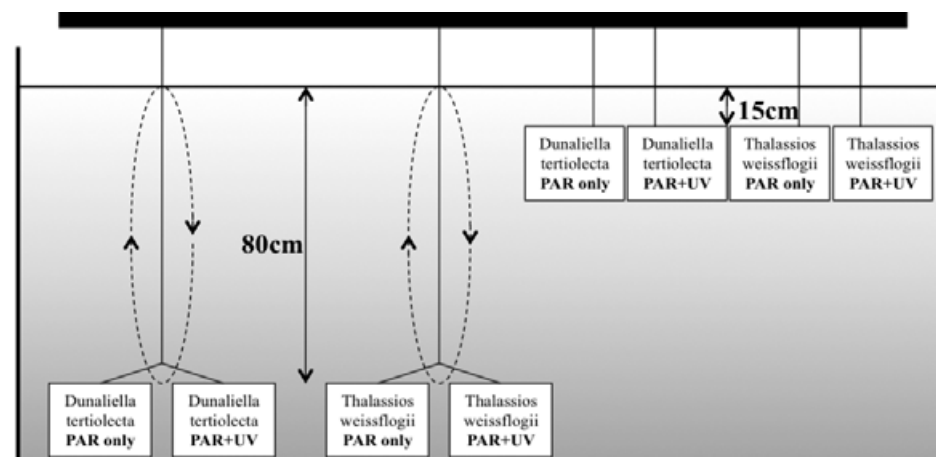 15cm
Dunaliella
tertiolecta
PAR only
Dunaliella
tertiolecta
PAR+UV
Thalassios
weissflogii
PAR only
Thalassios
weissflogii
PAR+UV
80cm
Dunaliella
tertiolecta
PAR only
Dunaliella
tertiolecta
PAR+UV
Thalassios
weissflogii
PAR only
Thalassios
weissflogii
PAR+UV